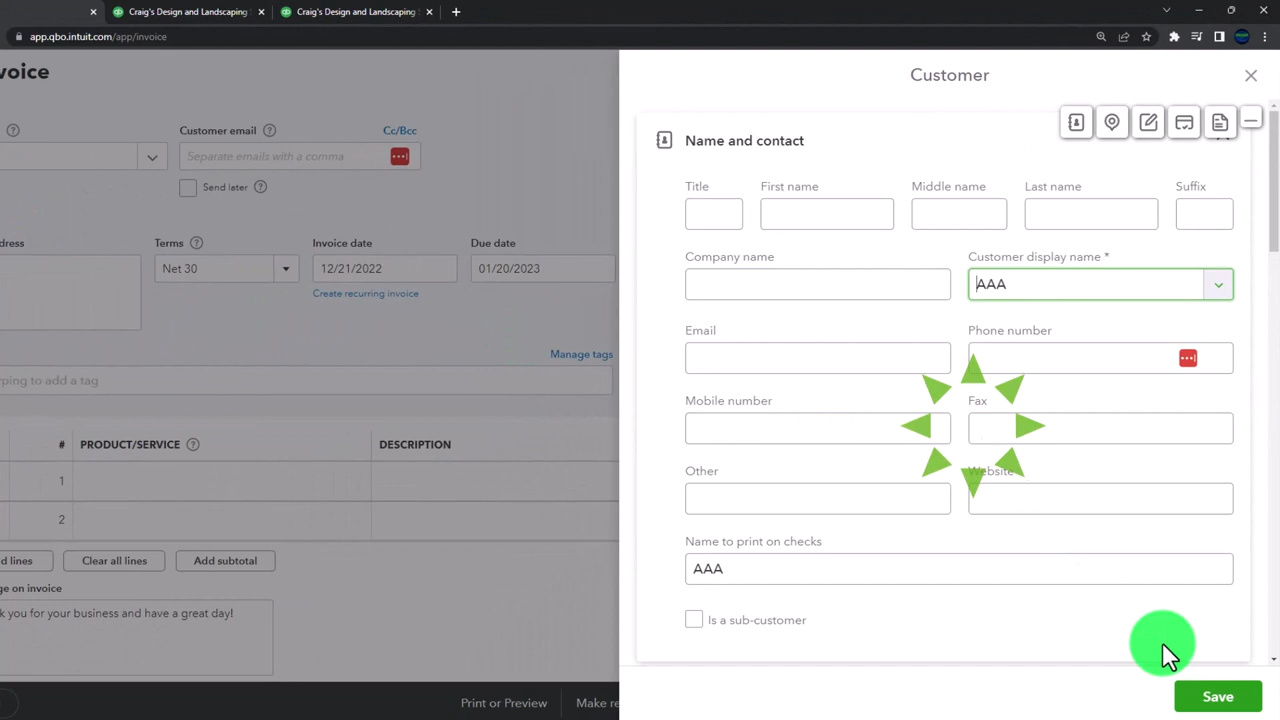 Craig's Design and Landscaping
Craig's Design and Landscaping
app.qbo.intuit.com/app/invoice
voice
Customer email
Cc/Bcc
Separate emails with a comma
Send later
dress
Terms
Invoice date
Due date
Net 30
12/21/2022
01/20/2023
Create recurring invoice
Manage tags
typing to add a tag
#
PRODUCT/SERVICE
DESCRIPTION
1
2
d lines
Clear all lines
Add subtotal
ge on invoice
k you for your business and have a great day!
Print or Preview
Make re
Customer
Name and contact
Title
First name
Middle name
Last name
Suffix
Company name
Customer display name *
AAA
Email
Phone number
Mobile number
Fax
Other
Website
Name to print on checks
AAA
Is a sub-customer
Save